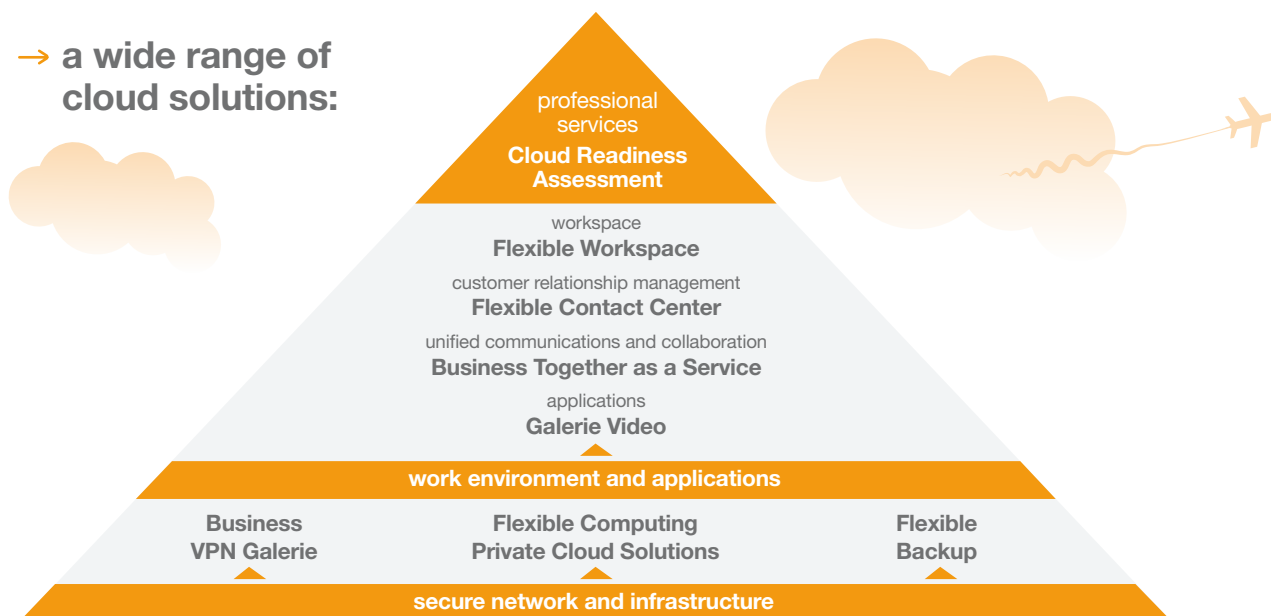 → a wide range of
cloud solutions:
professional
services
Cloud Readiness
Assessment
workspace
Flexible Workspace
customer relationship management
Flexible Contact Center
unified communications and collaboration
Business Together as a Service
applications
Galerie Video
work environment and applications
Business
VPN Galerie
Flexible Computing
Private Cloud Solutions
Flexible
Backup
secure network and infrastructure